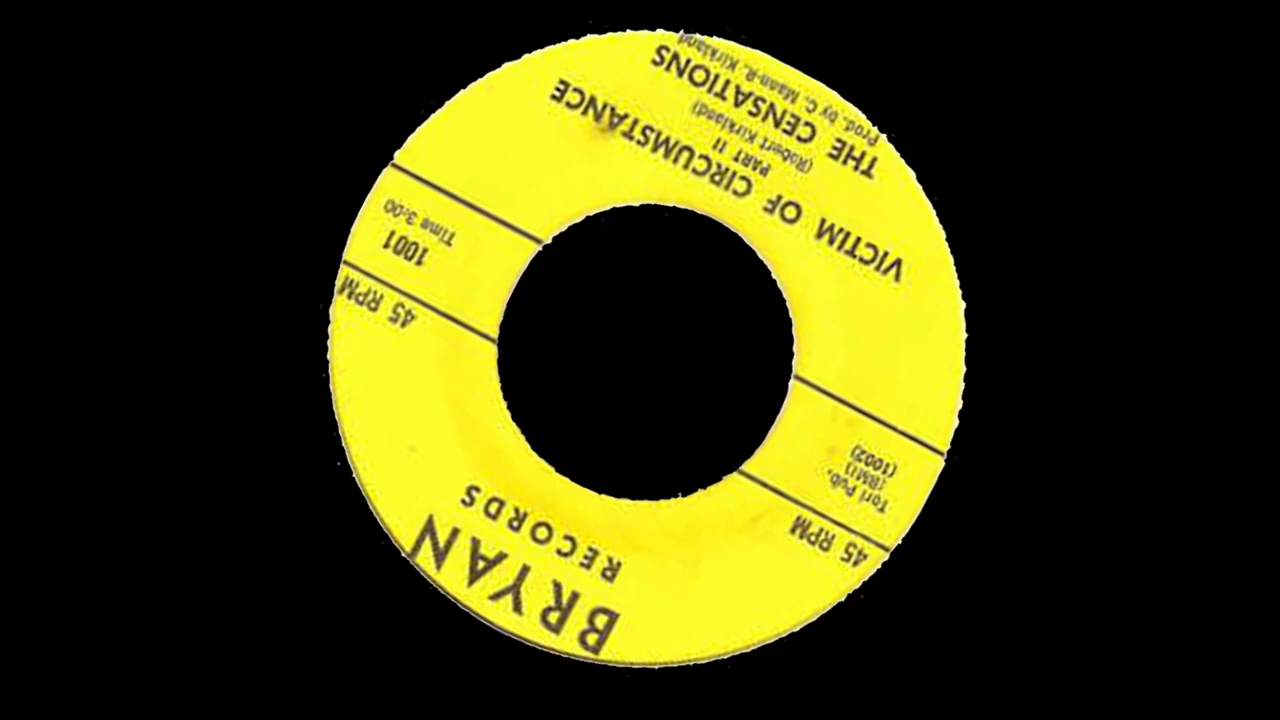 BRYAN
RECORDS
45 RPM
45 RPM
Tori Pub.
(BMI)
(1002)
1001
Time 3:00
VICTIM OF CIRCUMSTANCE
PART II
(Robert Kirkland)
THE CENSATIONS
Prod. by C. Mann-R. Kirkland